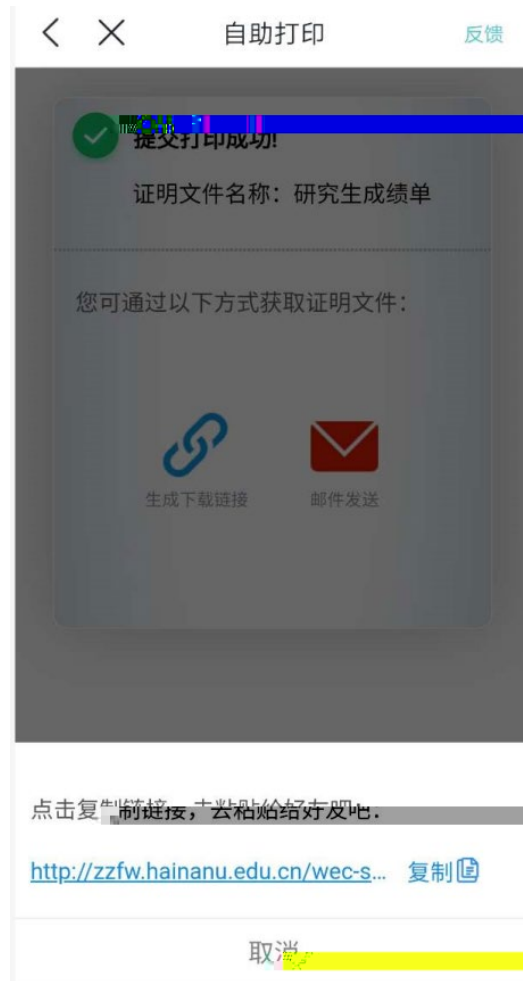 自助打印
反馈
提交打印成功!
证明文件名称：研究生成绩单
您可通过以下方式获取证明文件：
生成下载链接
邮件发送
点击复制链接，去粘贴给好友吧.
http://zzfw.hainanu.edu.cn/wec-s...
复制
取消